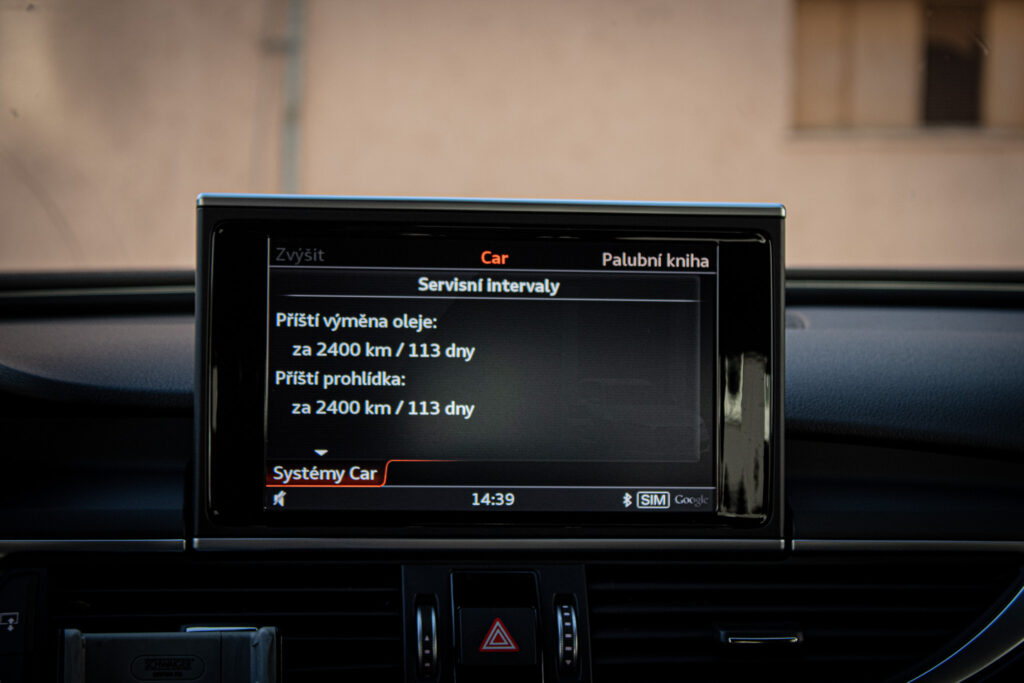 Zvýšit Car Palubní kniha
Servisní intervaly
Příští výměna oleje:
za 2400 km / 113 dny
Příští prohlídka:
za 2400 km / 113 dny
Systémy Car
14:39 SIM Google